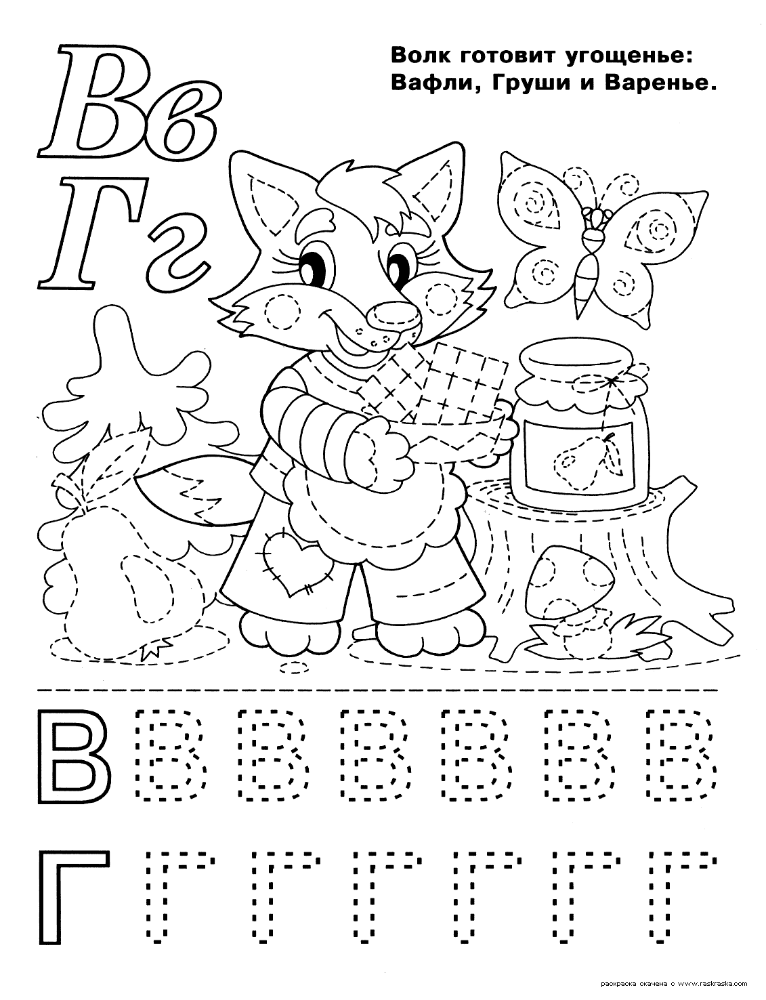 Вв
Гг
Волк готовит угощенье:
Вафли, Груши и Варенье.
В В В В В В В
Г Г Г Г Г Г Г
раскраска скачена с www.raskraska.com